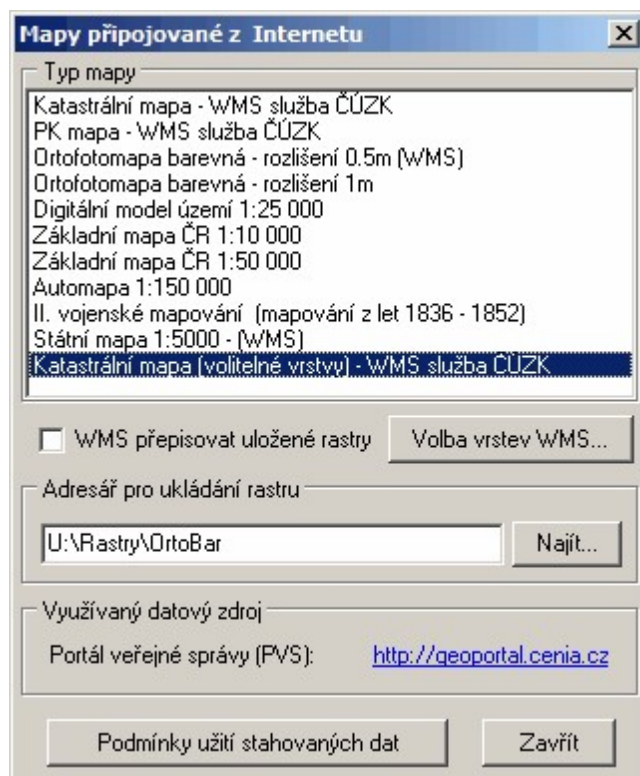 Mapy připojované z Internetu
Typ mapy
Katastrální mapa - WMS služba ČÚZK
PK mapa - WMS služba ČÚZK
Ortofotomapa barevná - rozlišení 0.5m (WMS)
Ortofotomapa barevná - rozlišení 1m
Digitální model území 1:25 000
Základní mapa ČR 1:10 000
Základní mapa ČR 1:50 000
Automapa 1:150 000
II. vojenské mapování (mapování z let 1836 - 1852)
Státní mapa 1:5000 - (WMS)
Katastrální mapa (volitelné vrstvy) - WMS služba ČÚZK
WMS přepisovat uložené rastry Volba vrstev WMS...
Adresář pro ukládání rastru
U:\Rastry\OrtoBar Najít...
Využívaný datový zdroj
Portál veřejné správy (PVS): http://geoportal.cenia.cz
Podmínky užití stahovaných dat Zavřít